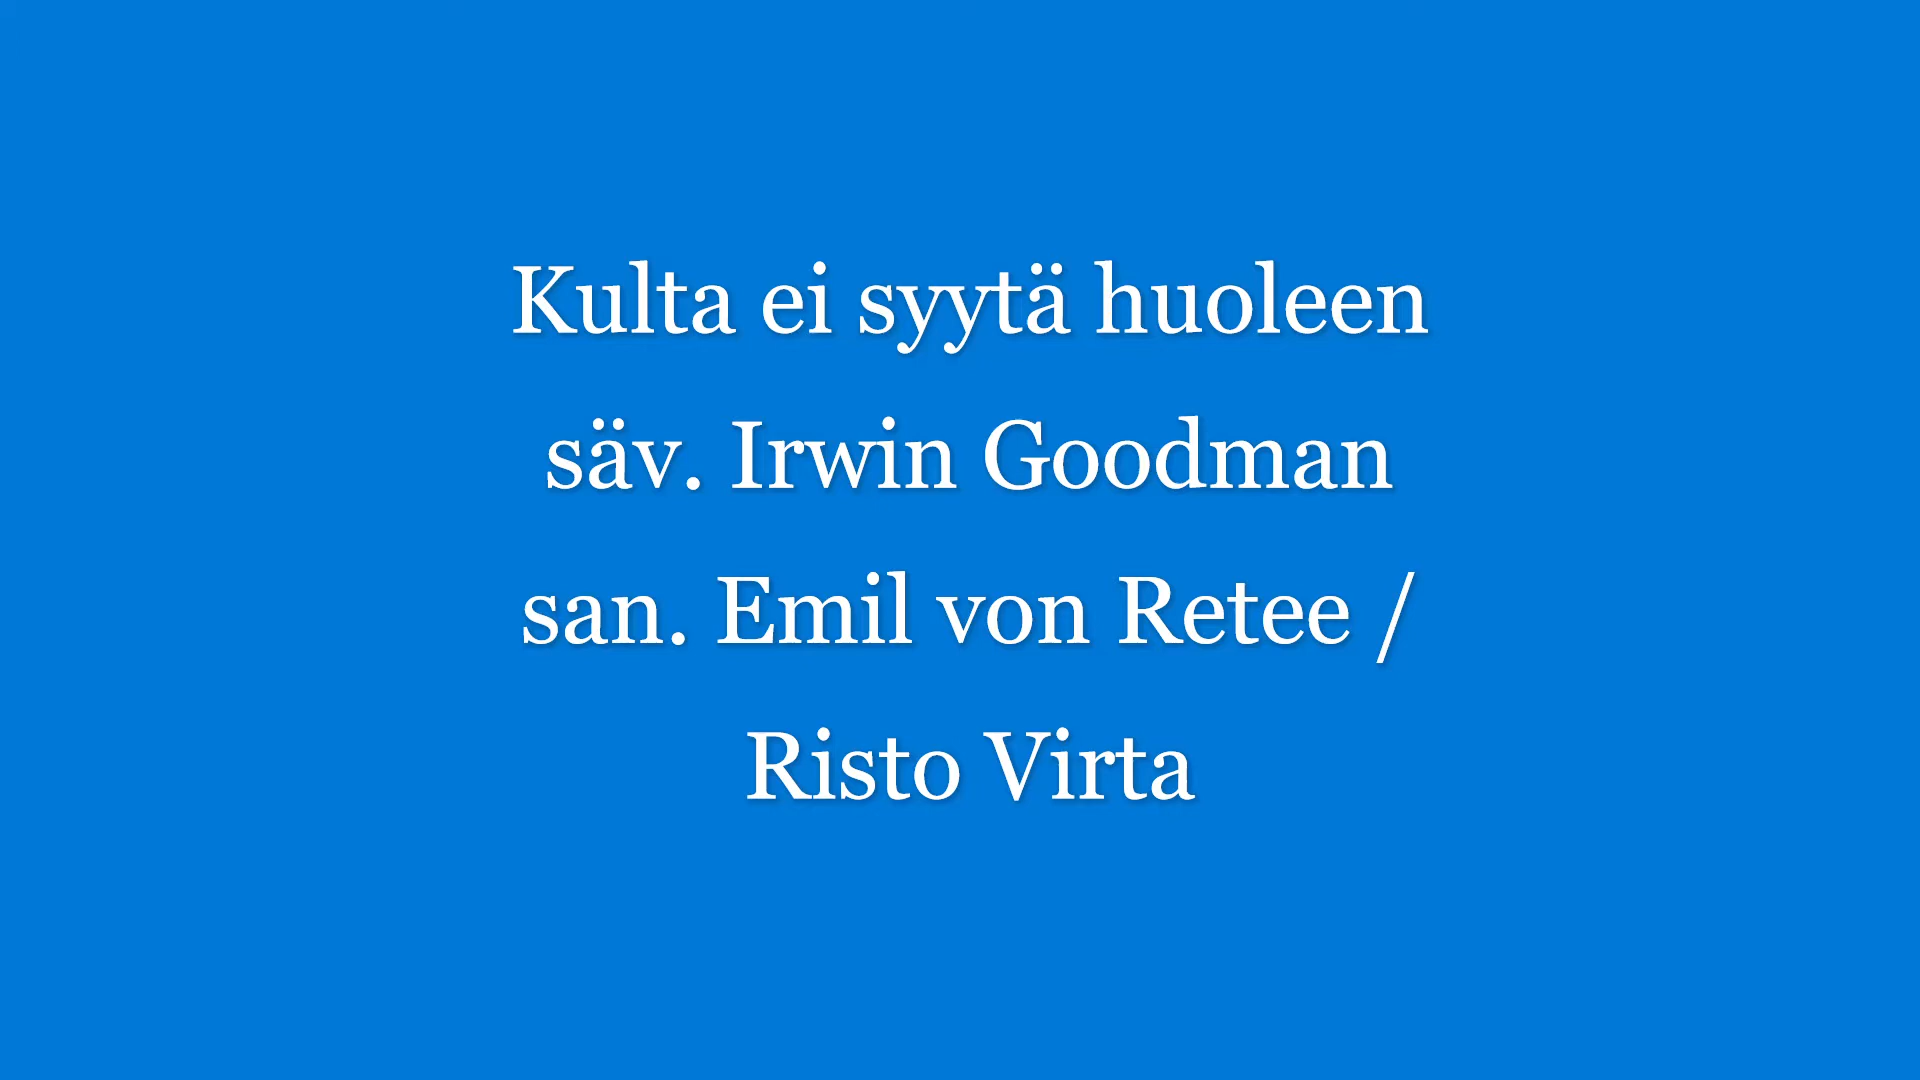 Kulta ei syytä huoleen
säv. Irwin Goodman
san. Emil von Retee /
Risto Virta